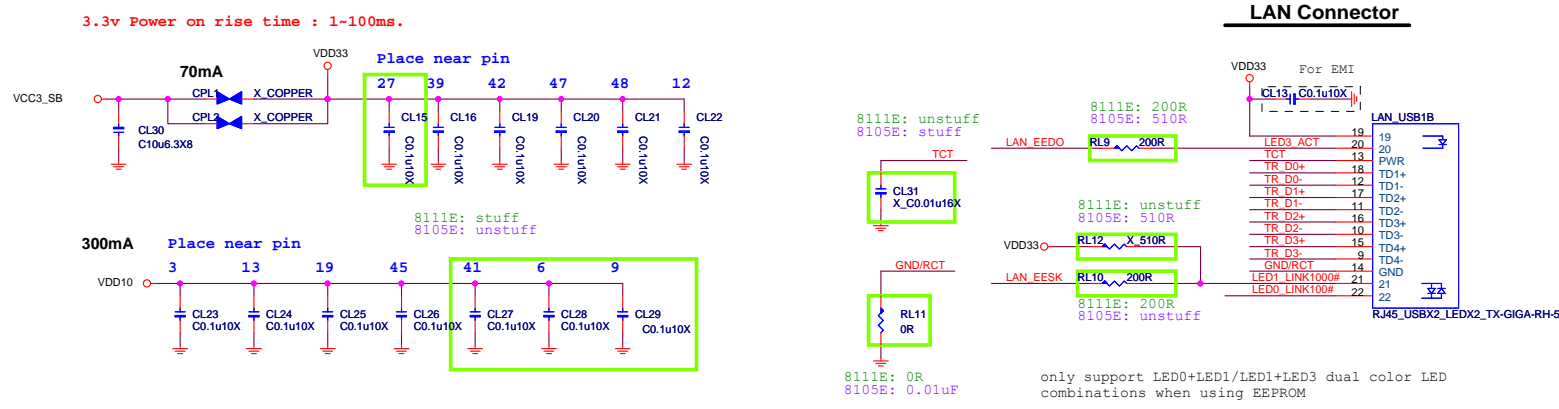 3.3v Power on rise time : 1~100ms.
VDD33
Place near pin
70mA
27 39 42 47 48 12
VCC3_SB
CPL1 X_COPPER
CPL2 X_COPPER
CL30
C10u6.3X8
CL15
C0.1u10X
CL16
C0.1u10X
CL19
C0.1u10X
CL20
C0.1u10X
CL21
C0.1u10X
CL22
C0.1u10X
8111E: stuff
8105E: unstuff
300mA
Place near pin
3 13 19 45 41 6 9
VDD10
CL23
C0.1u10X
CL24
C0.1u10X
CL25
C0.1u10X
CL26
C0.1u10X
CL27
C0.1u10X
CL28
C0.1u10X
CL29
C0.1u10X
LAN Connector
VDD33
For EMI
CL13 C0.1u10X
8111E: unstuff
8105E: stuff
TCT
CL31
X_C0.01u16X
GND/RCT
RL11
0R
8111E: 0R
8105E: 0.01uF
8111E: 200R
8105E: 510R
LAN_EEDO
RL9 200R
8111E: unstuff
8105E: 510R
VDD33
RL12 X_510R
LAN_EESK
RL10 200R
8111E: 200R
8105E: unstuff
LAN_USB1B
19 19
LED3_ACT 20 20
TCT 13 PWR
TR_D0+ 18 TD1+
TR_D0- 12 TD1-
TR_D1+ 17 TD2+
TR_D1- 11 TD2-
TR_D2+ 16 TD3+
TR_D2- 10 TD3-
TR_D3+ 15 TD4+
TR_D3- 9 TD4-
GND/RCT 14 GND
LED1_LINK1000# 21 21
LED0_LINK100# 22 22
RJ45_USBX2_LEDX2_TX-GIGA-RH-5
only support LED0+LED1/LED1+LED3 dual color LED
combinations when using EEPROM